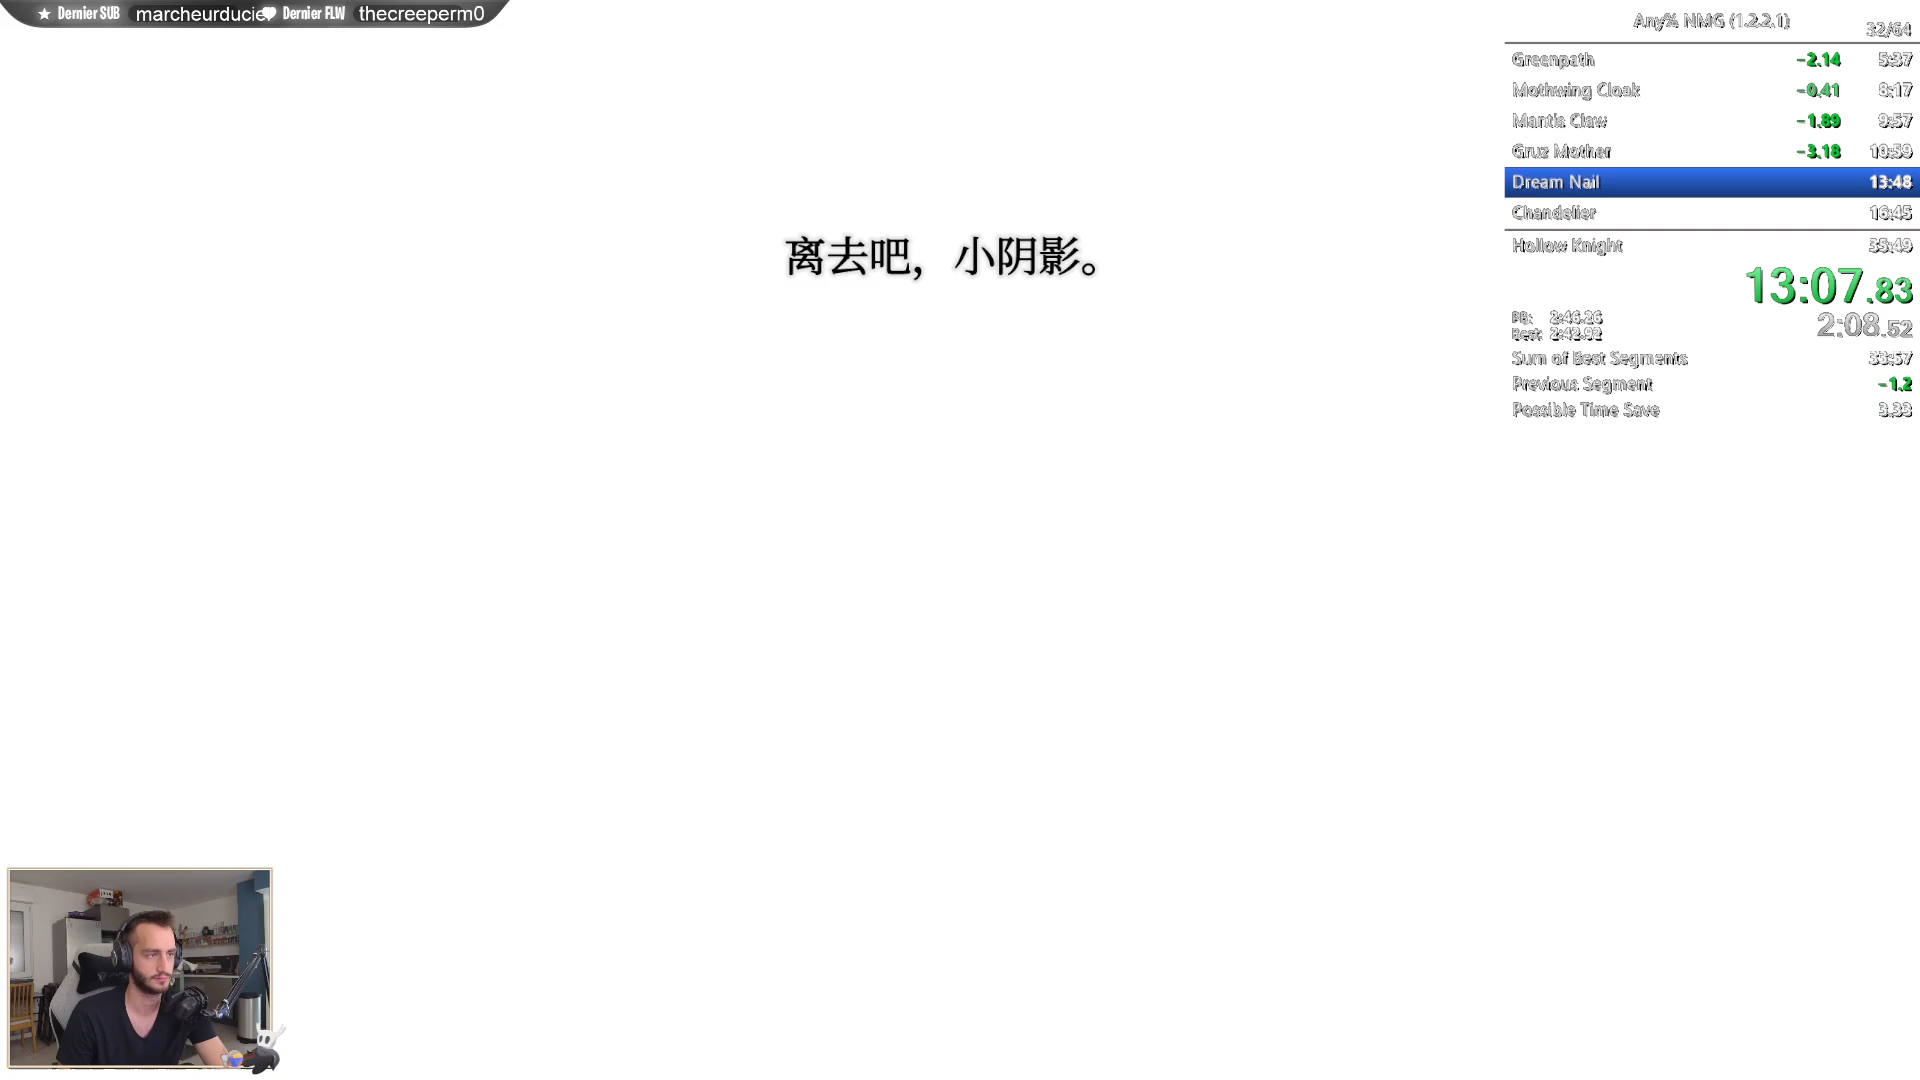 ★ Dernier SUB marcheurducie Dernier FLW thecreeperm0
Any% NMG (1.2.2.1)
32/64
Greenpath -2.14 5:37
Mothwing Cloak -0.41 8:17
Mantis Claw -1.89 9:57
Gruz Mother -3.18 10:59
Dream Nail 13:48
Chandelier 16:45
Hollow Knight 35:49
13:07.83
PB: 2:46.26
2:08.52
Best: 2:42.92
Sum of Best Segments 33:57
Previous Segment -1.2
Possible Time Save 3.33
离去吧，小阴影。